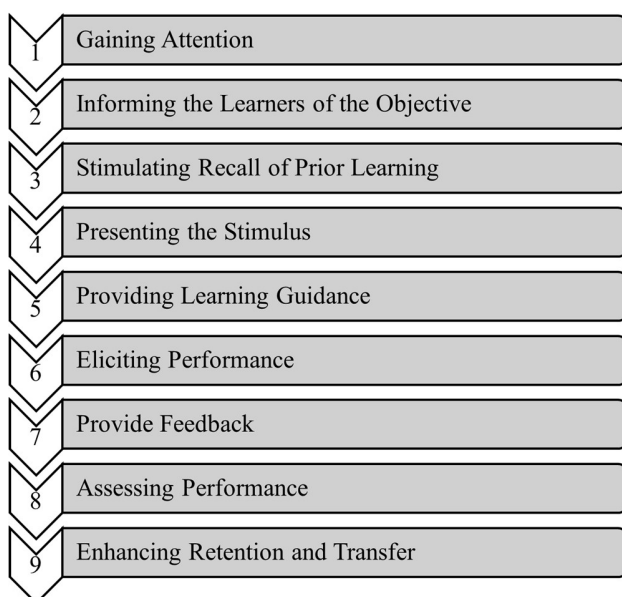 1 Gaining Attention
2 Informing the Learners of the Objective
3 Stimulating Recall of Prior Learning
4 Presenting the Stimulus
5 Providing Learning Guidance
6 Eliciting Performance
7 Provide Feedback
8 Assessing Performance
9 Enhancing Retention and Transfer